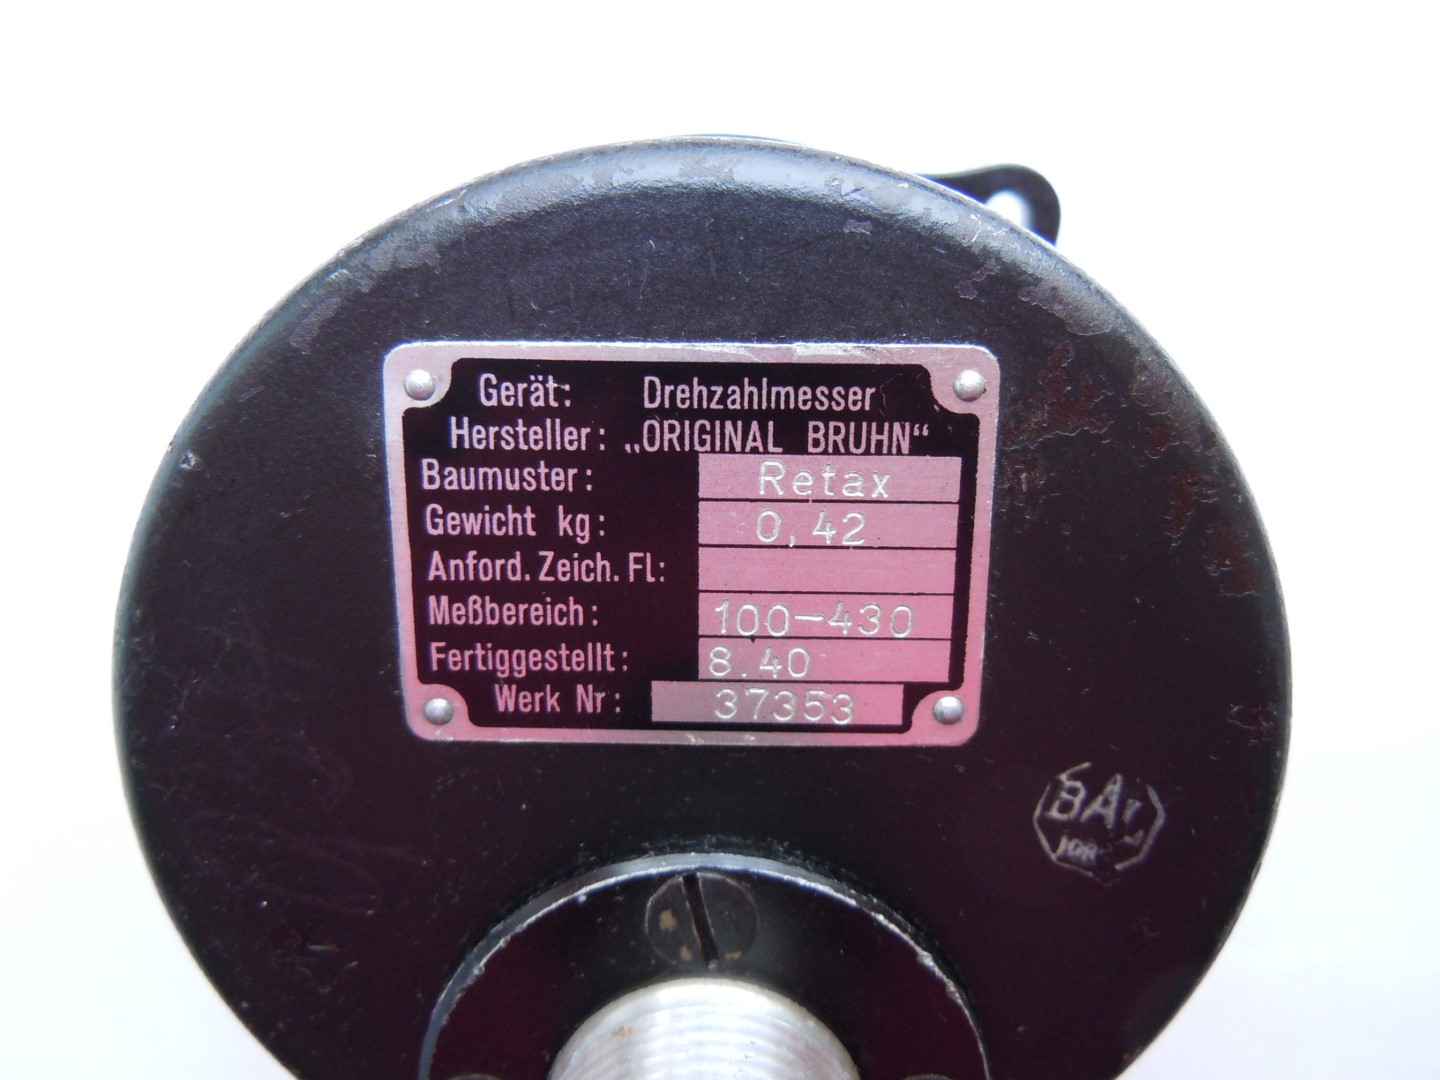 Gerät: Drehzahlmesser
Hersteller: „ORIGINAL BRUHN“
Baumuster: Retax
Gewicht kg: 0,42
Anford. Zeich. Fl:
Meßbereich: 100-430
Fertiggestellt: 8.40
Werk Nr: 37353
BAL